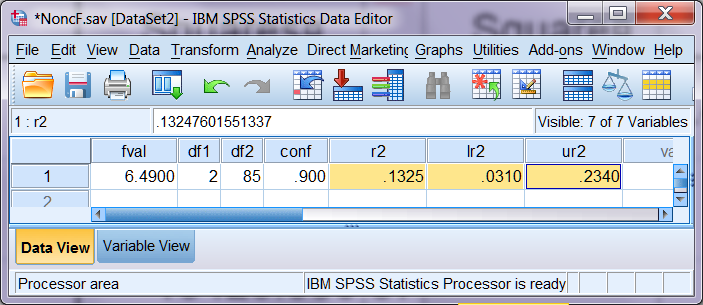 *NoncF.sav [DataSet2] - IBM SPSS Statistics Data Editor
File Edit View Data Transform Analyze Direct Marketing Graphs Utilities Add-ons Window Help
1 : r2 .13247601551337 Visible: 7 of 7 Variables
fval df1 df2 conf r2 lr2 ur2 va
1 6.4900 2 85 .900 .1325 .0310 .2340
2
Data View Variable View
Processor area IBM SPSS Statistics Processor is ready